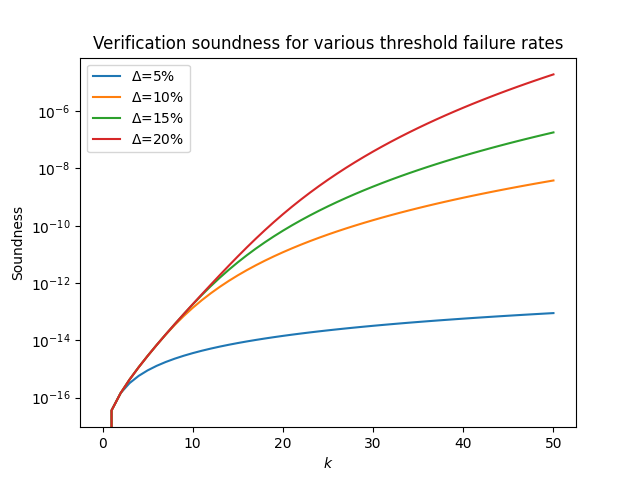 Verification soundness for various threshold failure rates
Δ=5%
Δ=10%
Δ=15%
Δ=20%
Soundness
10⁻⁶
10⁻⁸
10⁻¹⁰
10⁻¹²
10⁻¹⁴
10⁻¹⁶
0 10 20 30 40 50
k